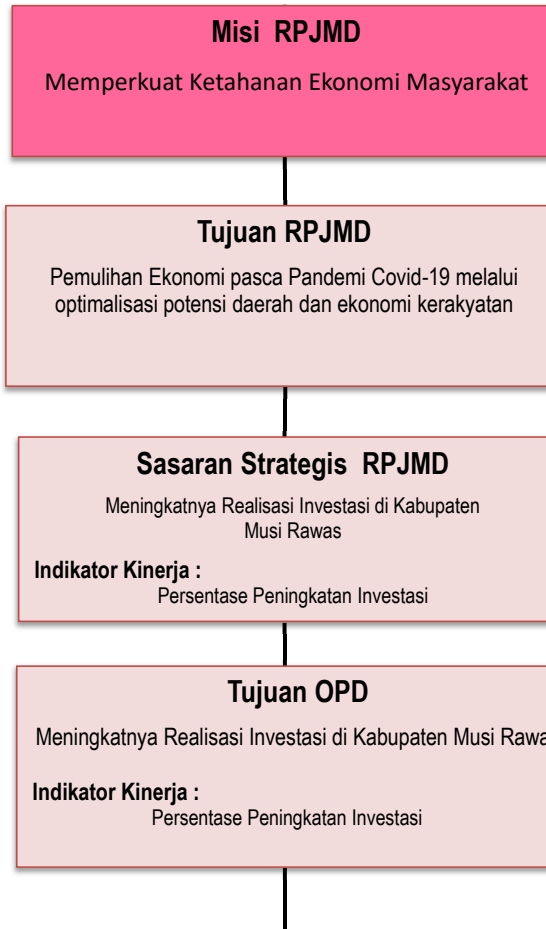 Misi RPJMD
Memperkuat Ketahanan Ekonomi Masyarakat
Tujuan RPJMD
Pemulihan Ekonomi pasca Pandemi Covid-19 melalui
optimalisasi potensi daerah dan ekonomi kerakyatan
Sasaran Strategis RPJMD
Meningkatnya Realisasi Investasi di Kabupaten
Musi Rawas
Indikator Kinerja :
Persentase Peningkatan Investasi
Tujuan OPD
Meningkatnya Realisasi Investasi di Kabupaten Musi Rawa
Indikator Kinerja :
Persentase Peningkatan Investasi